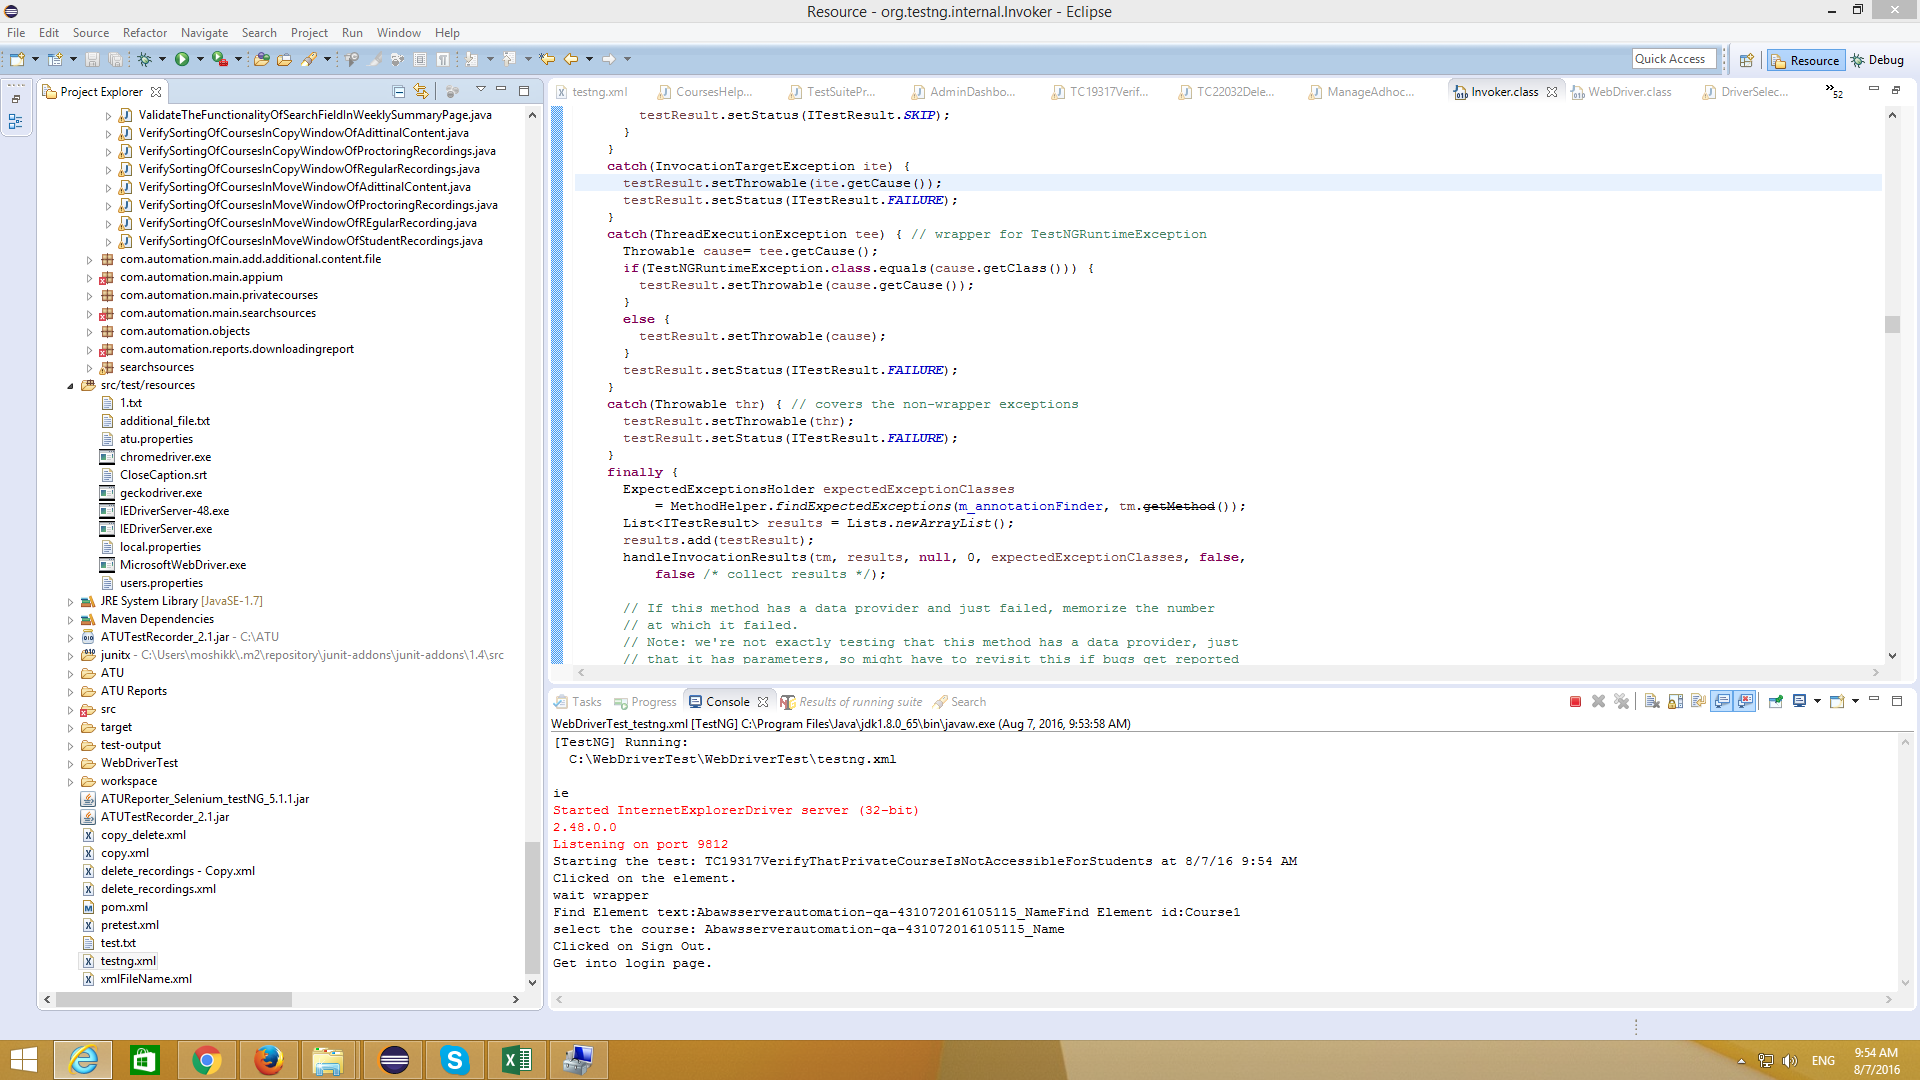 Resource - org.testng.internal.Invoker - Eclipse
File Edit Source Refactor Navigate Search Project Run Window Help
Quick Access
Resource
Debug
Project Explorer
ValidateTheFunctionalityOfSearchFieldInWeeklySummaryPage.java
VerifySortingOfCoursesInCopyWindowOfAdittinalContent.java
VerifySortingOfCoursesInCopyWindowOfProctoringRecordings.java
VerifySortingOfCoursesInCopyWindowOfRegularRecordings.java
VerifySortingOfCoursesInMoveWindowOfAdittinalContent.java
VerifySortingOfCoursesInMoveWindowOfProctoringRecordings.java
VerifySortingOfCoursesInMoveWindowOfREgularRecording.java
VerifySortingOfCoursesInMoveWindowOfStudentRecordings.java
com.automation.main.add.additional.content.file
com.automation.main.appium
com.automation.main.privatecourses
com.automation.main.searchsources
com.automation.objects
com.automation.reports.downloadingreport
searchsources
src/test/resources
1.txt
additional_file.txt
atu.properties
chromedriver.exe
CloseCaption.srt
geckodriver.exe
IEDriverServer-48.exe
IEDriverServer.exe
local.properties
MicrosoftWebDriver.exe
users.properties
JRE System Library [JavaSE-1.7]
Maven Dependencies
ATUTestRecorder_2.1.jar - C:\ATU
junitx - C:\Users\moshikk\.m2\repository\junit-addons\junit-addons\1.4\src
ATU
ATU Reports
src
target
test-output
WebDriverTest
workspace
ATUReporter_Selenium_testNG_5.1.1.jar
ATUTestRecorder_2.1.jar
copy_delete.xml
copy.xml
delete_recordings - Copy.xml
delete_recordings.xml
pom.xml
pretest.xml
test.txt
testng.xml
xmlFileName.xml
testng.xml CoursesHelp... TestSuitePr... AdminDashbo... TC19317Verif... TC22032Dele... ManageAdhoc... Invoker.class WebDriver.class DriverSelec... »52
testResult.setStatus(ITestResult.SKIP);
}
}
catch(InvocationTargetException ite) {
testResult.setThrowable(ite.getCause());
testResult.setStatus(ITestResult.FAILURE);
}
catch(ThreadExecutionException tee) { // wrapper for TestNGRuntimeException
Throwable cause= tee.getCause();
if(TestNGRuntimeException.class.equals(cause.getClass())) {
testResult.setThrowable(cause.getCause());
}
else {
testResult.setThrowable(cause);
}
testResult.setStatus(ITestResult.FAILURE);
}
catch(Throwable thr) { // covers the non-wrapper exceptions
testResult.setThrowable(thr);
testResult.setStatus(ITestResult.FAILURE);
}
finally {
ExpectedExceptionsHolder expectedExceptionClasses
= MethodHelper.findExpectedExceptions(m_annotationFinder, tm.getMethod());
List<ITestResult> results = Lists.newArrayList();
results.add(testResult);
handleInvocationResults(tm, results, null, 0, expectedExceptionClasses, false,
false /* collect results */);
// If this method has a data provider and just failed, memorize the number
// at which it failed.
// Note: we're not exactly testing that this method has a data provider, just
// that it has parameters, so might have to revisit this if bugs get reported
Tasks Progress Console Results of running suite Search
WebDriverTest_testng.xml [TestNG] C:\Program Files\Java\jdk1.8.0_65\bin\javaw.exe (Aug 7, 2016, 9:53:58 AM)
[TestNG] Running:
C:\WebDriverTest\WebDriverTest\testng.xml
ie
Started InternetExplorerDriver server (32-bit)
2.48.0.0
Listening on port 9812
Starting the test: TC19317VerifyThatPrivateCourseIsNotAccessibleForStudents at 8/7/16 9:54 AM
Clicked on the element.
wait wrapper
Find Element text:Abawsserverautomation-qa-431072016105115_NameFind Element id:Course1
select the course: Abawsserverautomation-qa-431072016105115_Name
Clicked on Sign Out.
Get into login page.
ENG
9:54 AM
8/7/2016